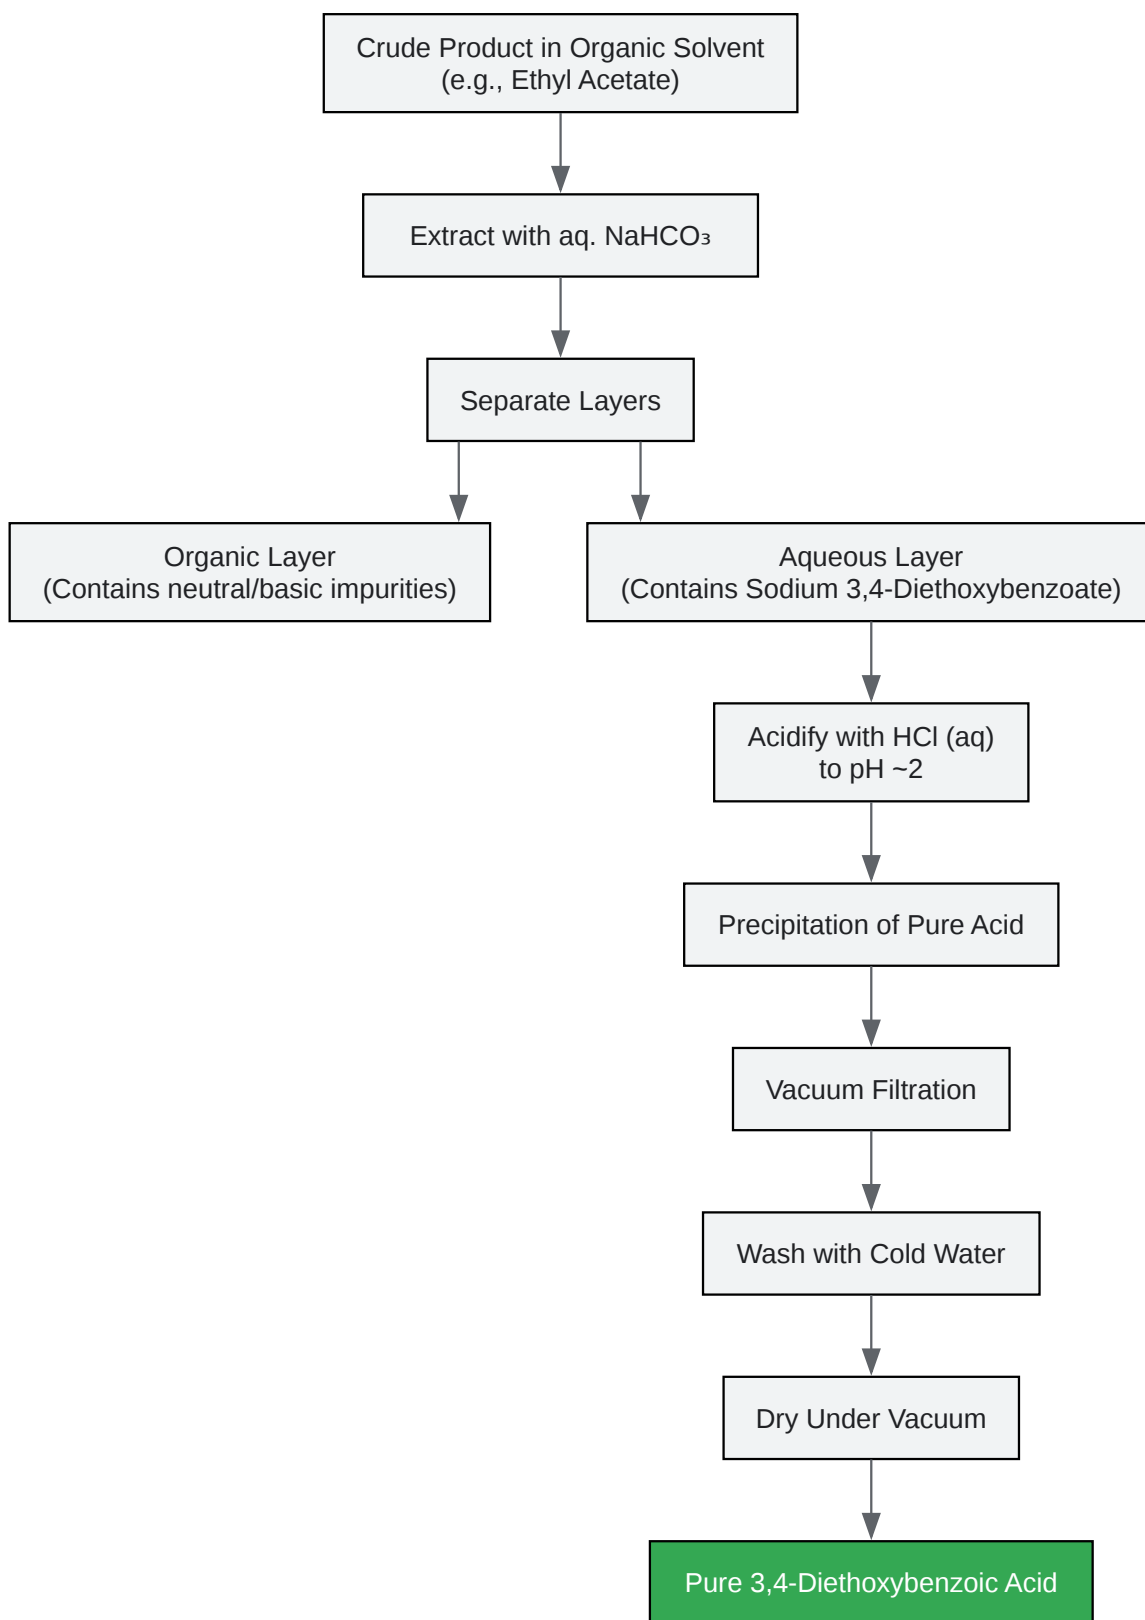 Crude Product in Organic Solvent
(e.g., Ethyl Acetate)
Extract with aq. NaHCO₃
Separate Layers
Organic Layer
(Contains neutral/basic impurities)
Aqueous Layer
(Contains Sodium 3,4-Diethoxybenzoate)
Acidify with HCl (aq)
to pH ~2
Precipitation of Pure Acid
Vacuum Filtration
Wash with Cold Water
Dry Under Vacuum
Pure 3,4-Diethoxybenzoic Acid